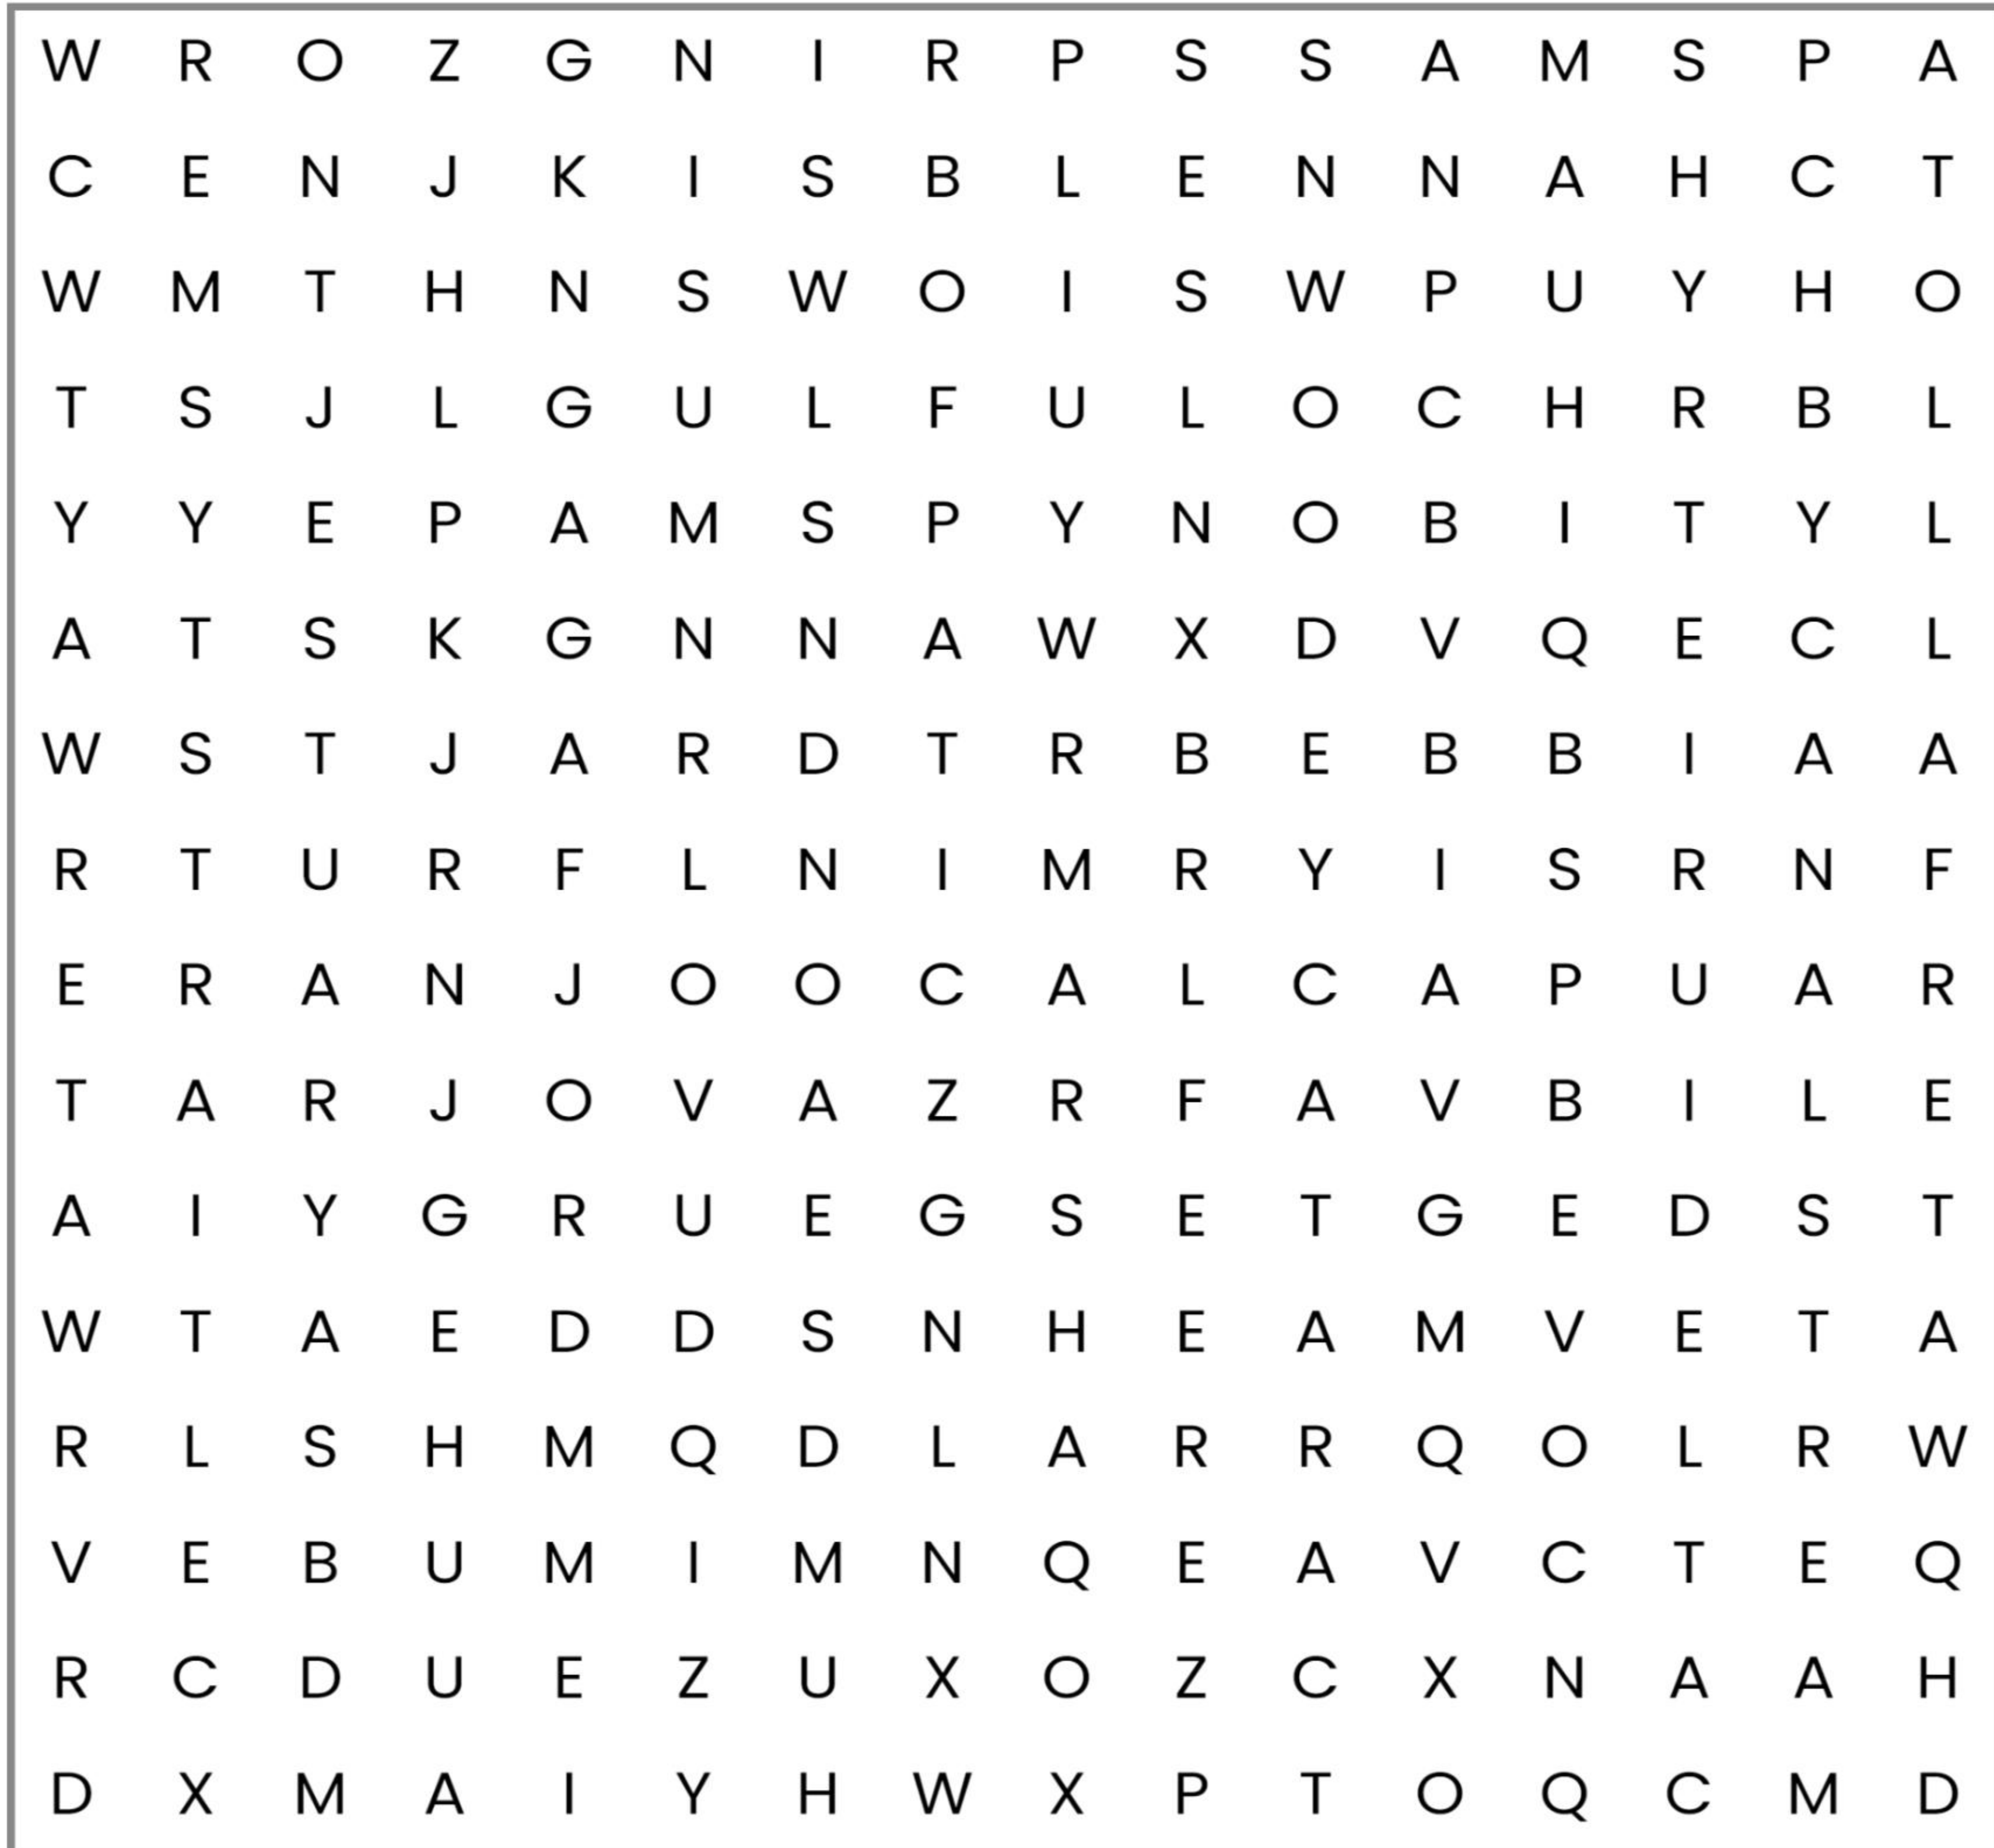 W R O Z G N I R P S S A M S P A
C E N J K I S B L E N N A H C T
W M T H N S W O I S W P U Y H O
T S J L G U L F U L O C H R B L
Y Y E P A M S P Y N O B I T Y L
A T S K G N N A W X D V Q E C L
W S T J A R D T R B E B B I A A
R T U R F L N I M R Y I S R N F
E R A N J O O C A L C A P U A R
T A R J O V A Z R F A V B I L E
A I Y G R U E G S E T G E D S T
W T A E D D S N H E A M V E T A
R L S H M Q D L A R R Q O L R W
V E B U M I M N Q E A V C T E Q
R C D U E Z U X O Z C X N A A H
D X M A I Y H W X P T O Q C M D